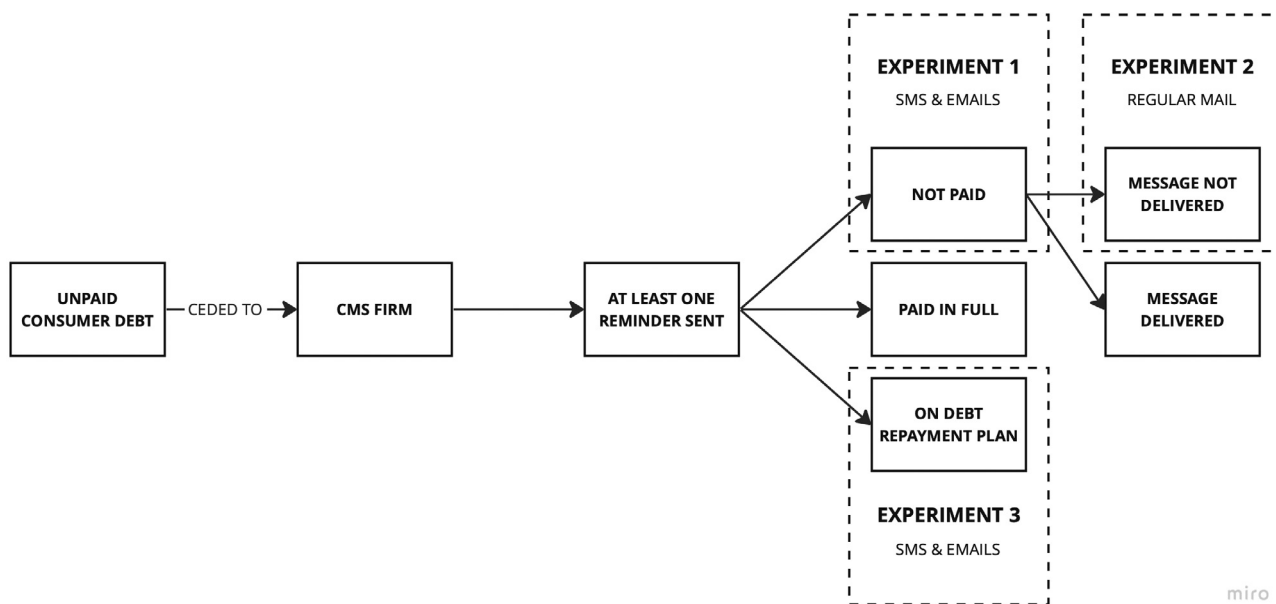 EXPERIMENT 1
SMS & EMAILS
EXPERIMENT 2
REGULAR MAIL
NOT PAID
MESSAGE NOT
DELIVERED
UNPAID
CONSUMER DEBT
CEDED TO
CMS FIRM
AT LEAST ONE
REMINDER SENT
PAID IN FULL
MESSAGE
DELIVERED
ON DEBT
REPAYMENT PLAN
EXPERIMENT 3
SMS & EMAILS
miro